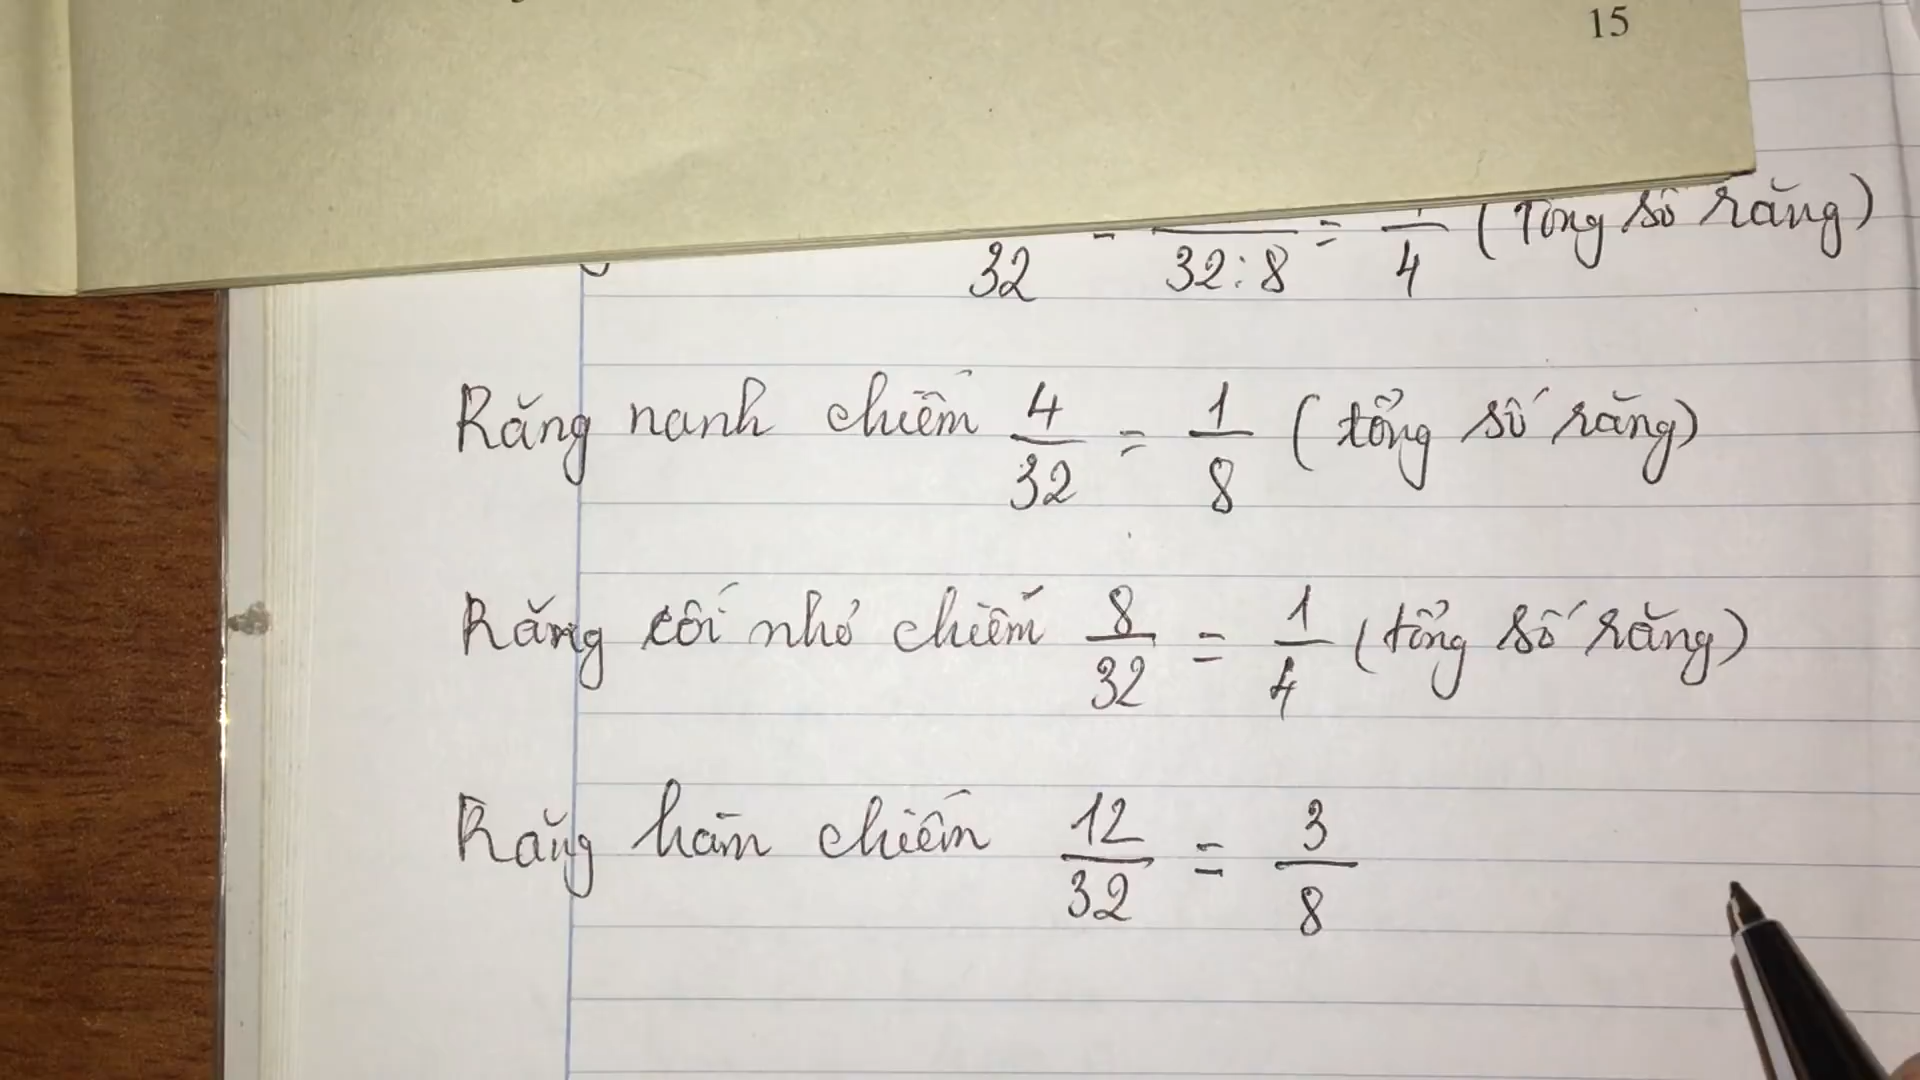 15
32 = 32:8 = 4 (Tổng số răng)
Răng nanh chiếm 4/32 = 1/8 (tổng số răng)
Răng cối nhỏ chiếm 8/32 = 1/4 (tổng số răng)
Răng hàm chiếm 12/32 = 3/8